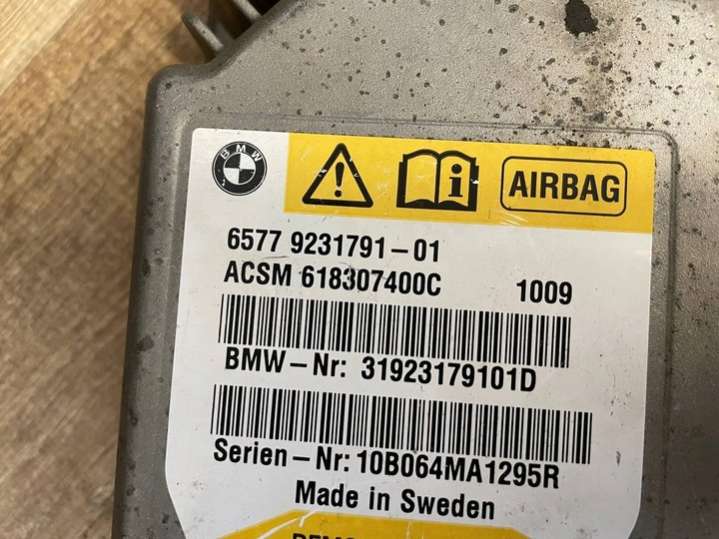 BMW
AIRBAG
6577 9231791-01
ACSM 618307400C 1009
BMW-Nr: 31923179101D
Serien-Nr: 10B064MA1295R
Made in Sweden